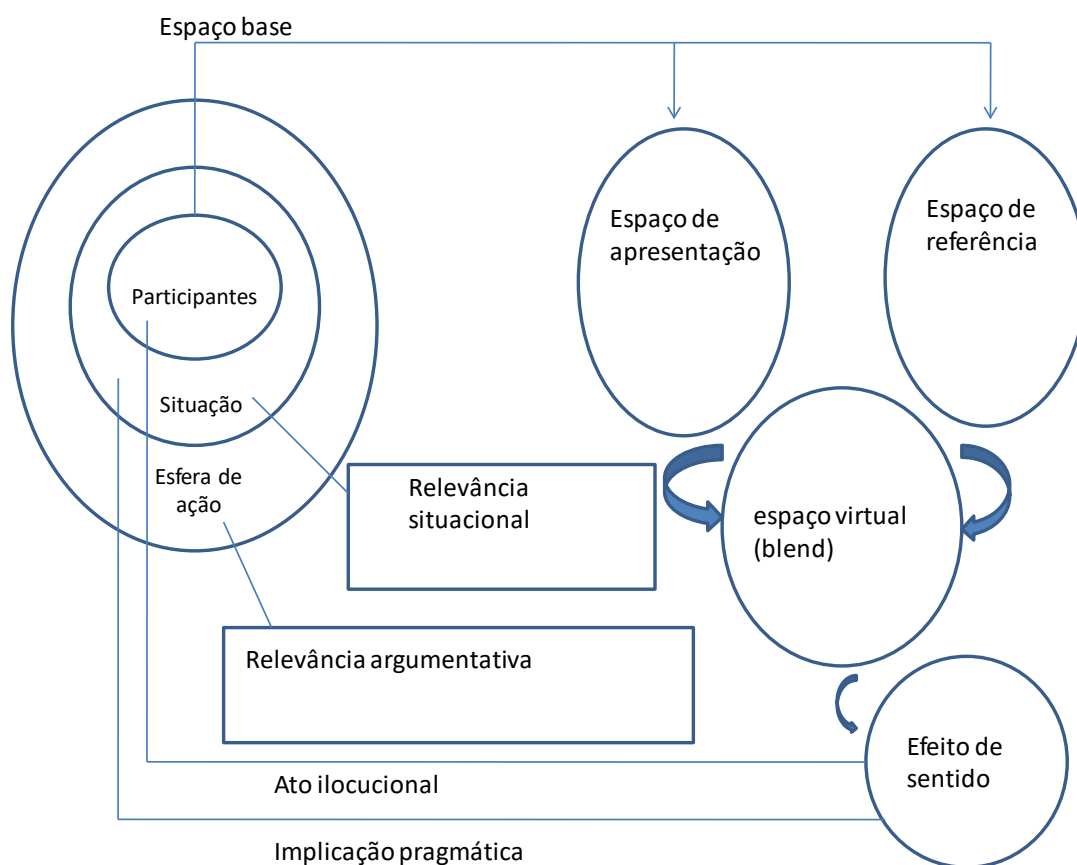 Espaço base
Espaço de
apresentação
Espaço de
referência
Participantes
Situação
Esfera de
ação
Relevância
situacional
espaço virtual
(blend)
Relevância argumentativa
Efeito de
sentido
Ato ilocucional
Implicação pragmática